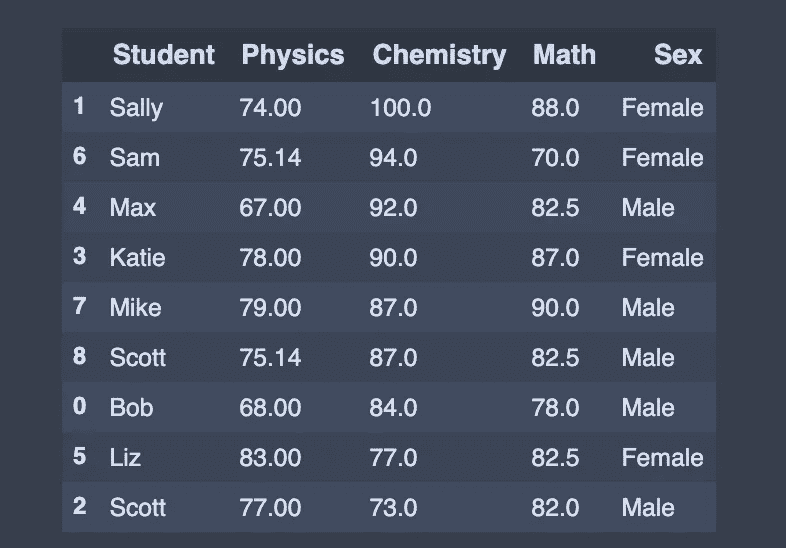 Student Physics Chemistry Math Sex
1 Sally 74.00 100.0 88.0 Female
6 Sam 75.14 94.0 70.0 Female
4 Max 67.00 92.0 82.5 Male
3 Katie 78.00 90.0 87.0 Female
7 Mike 79.00 87.0 90.0 Male
8 Scott 75.14 87.0 82.5 Male
0 Bob 68.00 84.0 78.0 Male
5 Liz 83.00 77.0 82.5 Female
2 Scott 77.00 73.0 82.0 Male